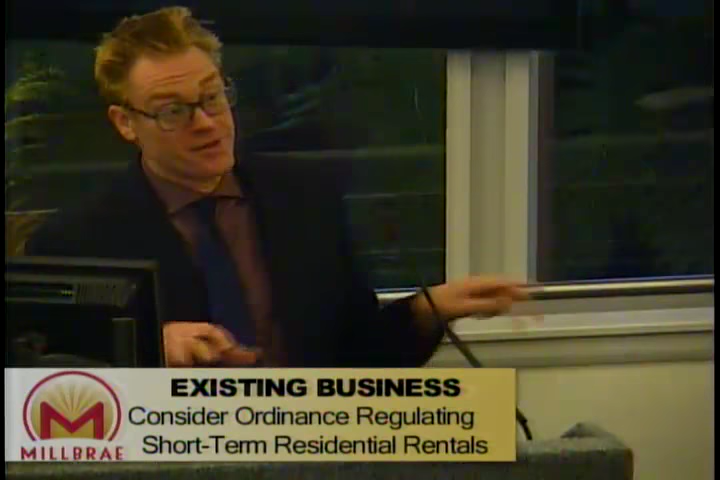 EXISTING BUSINESS
Consider Ordinance Regulating
Short-Term Residential Rentals
M
MILLBRAE